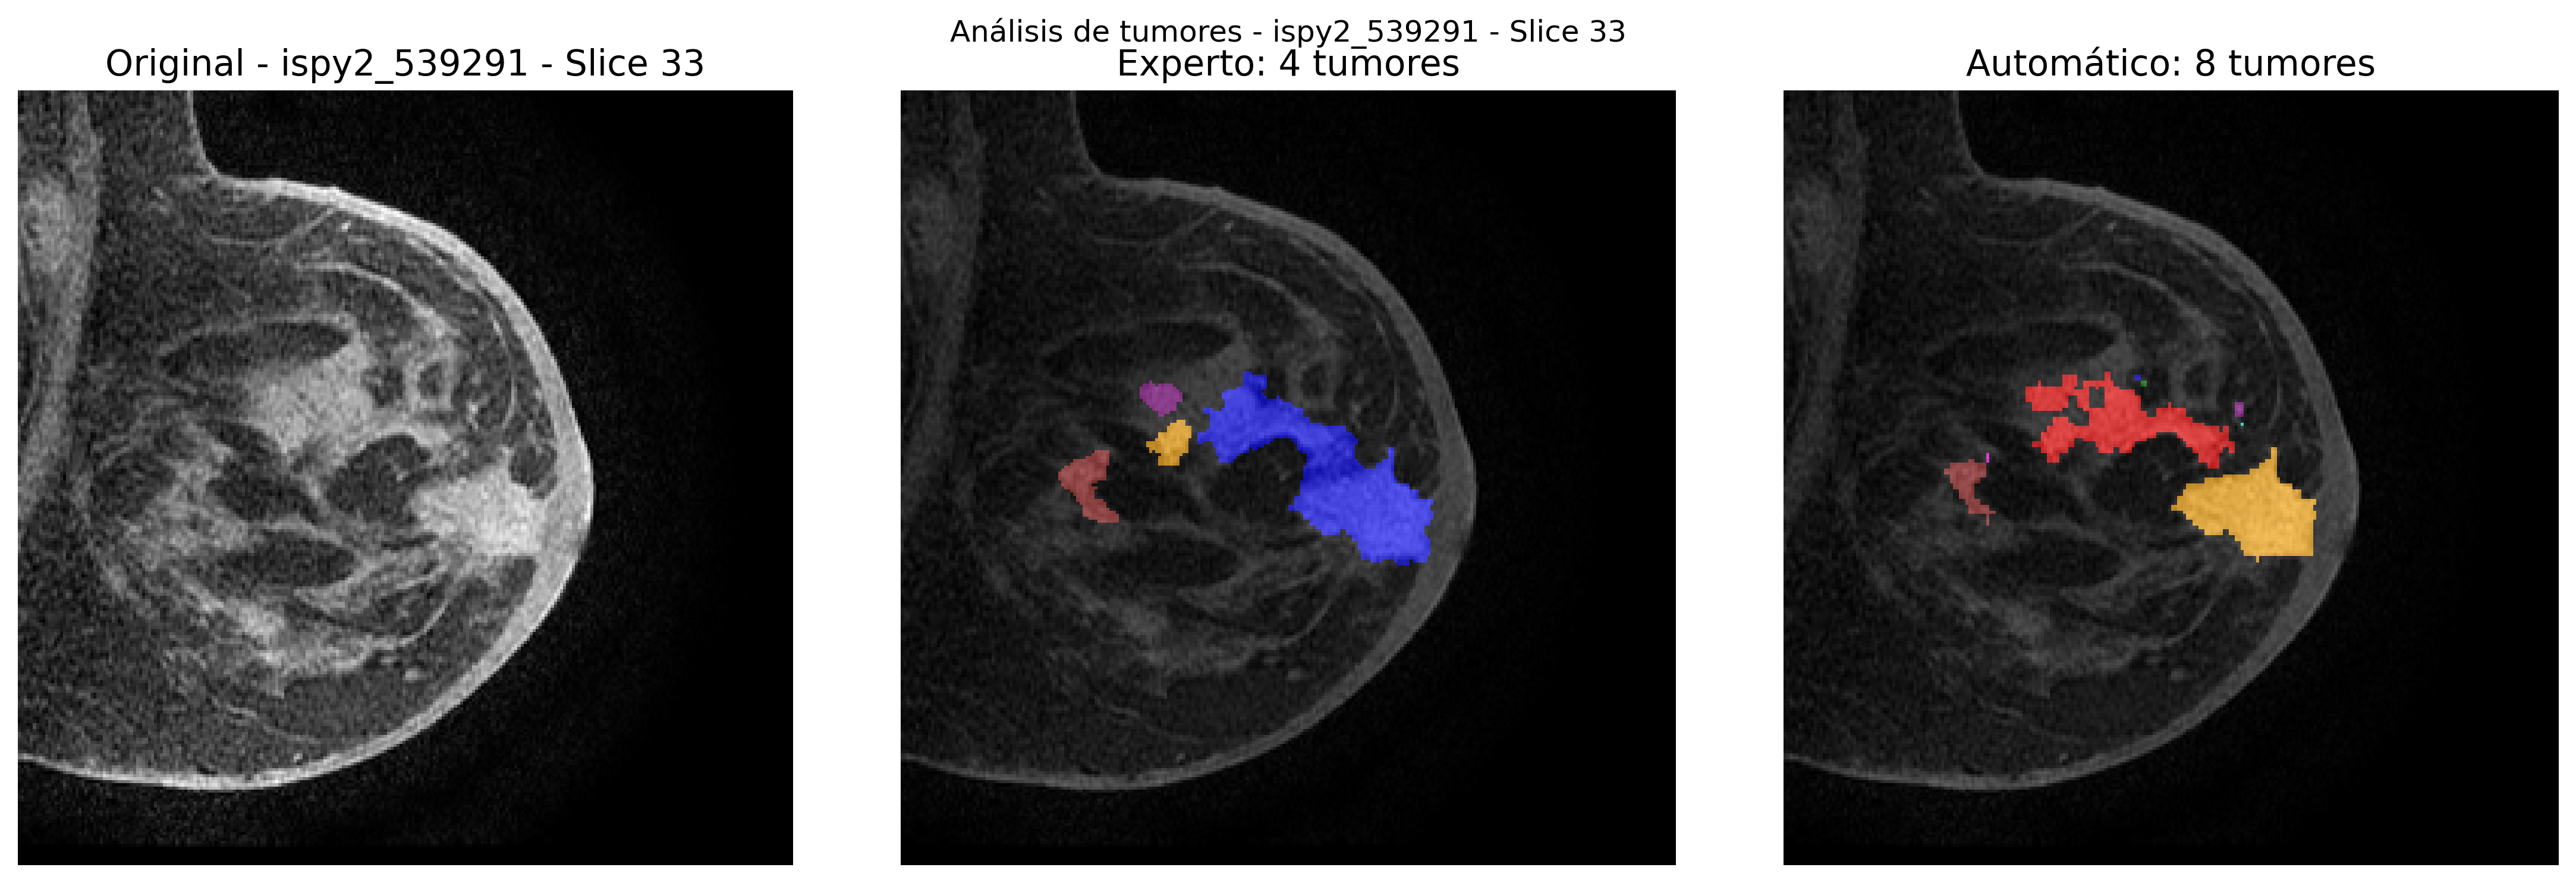 Análisis de tumores - ispy2_539291 - Slice 33
Original - ispy2_539291 - Slice 33
Experto: 4 tumores
Automático: 8 tumores